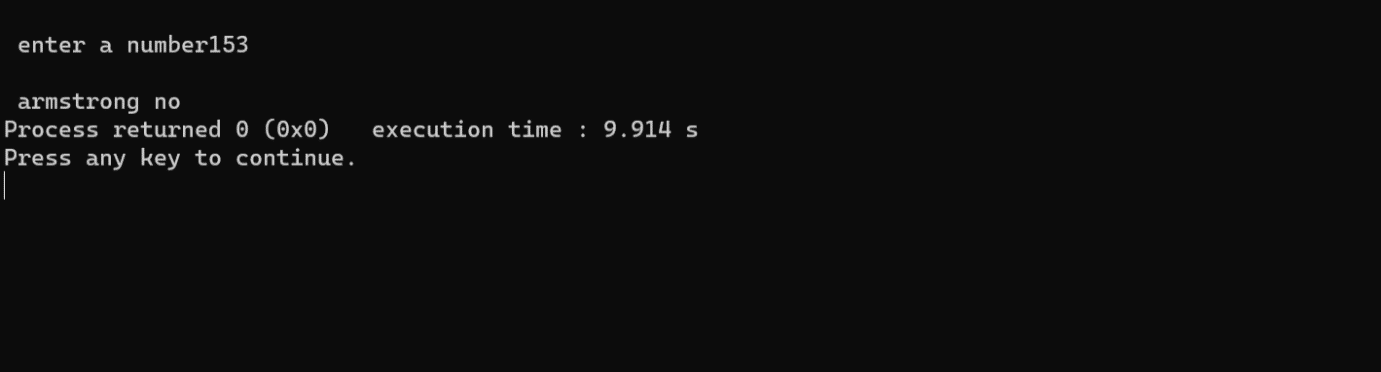 enter a number153
armstrong no
Process returned 0 (0x0)   execution time : 9.914 s
Press any key to continue.